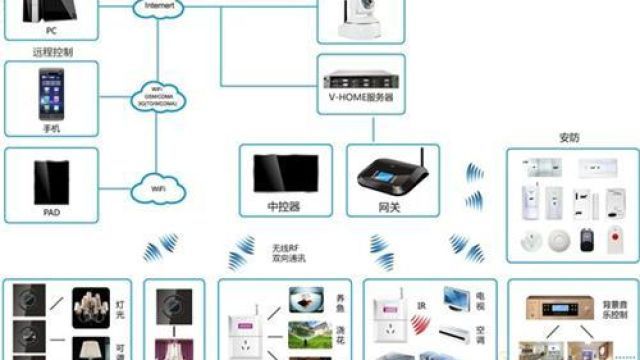 PC
Internert
远程控制
手机
WiFi
GSM/CDMA
3G(TD/WCDMA)
V-HOME服务器
安防
PAD
WiFi
中控器
网关
无线RF
双向通讯
灯
光
可
调
养
鱼
浇
花
IR
电
视
空
调
背景音
乐控制